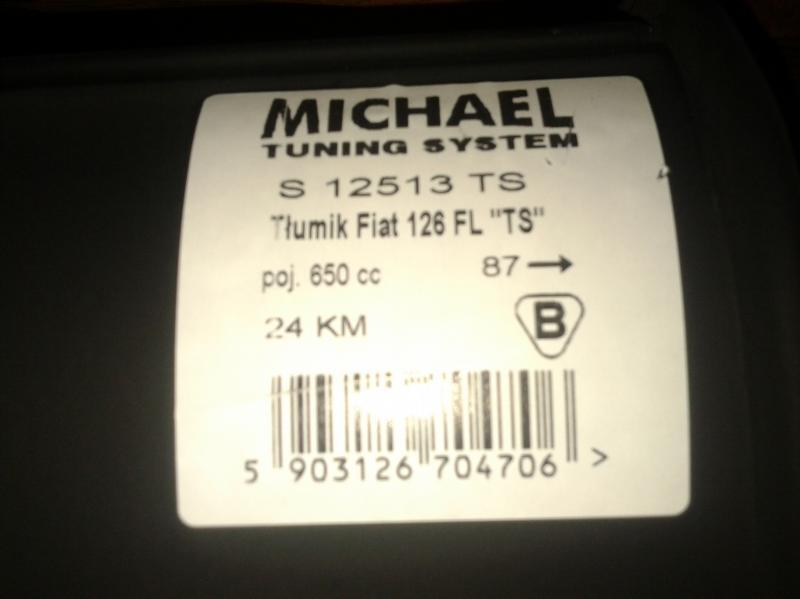 MICHAEL
TUNING SYSTEM
S 12513 TS
Tłumik Fiat 126 FL "TS"
poj. 650 cc 87→
24 KM B
5 903126 704706 >